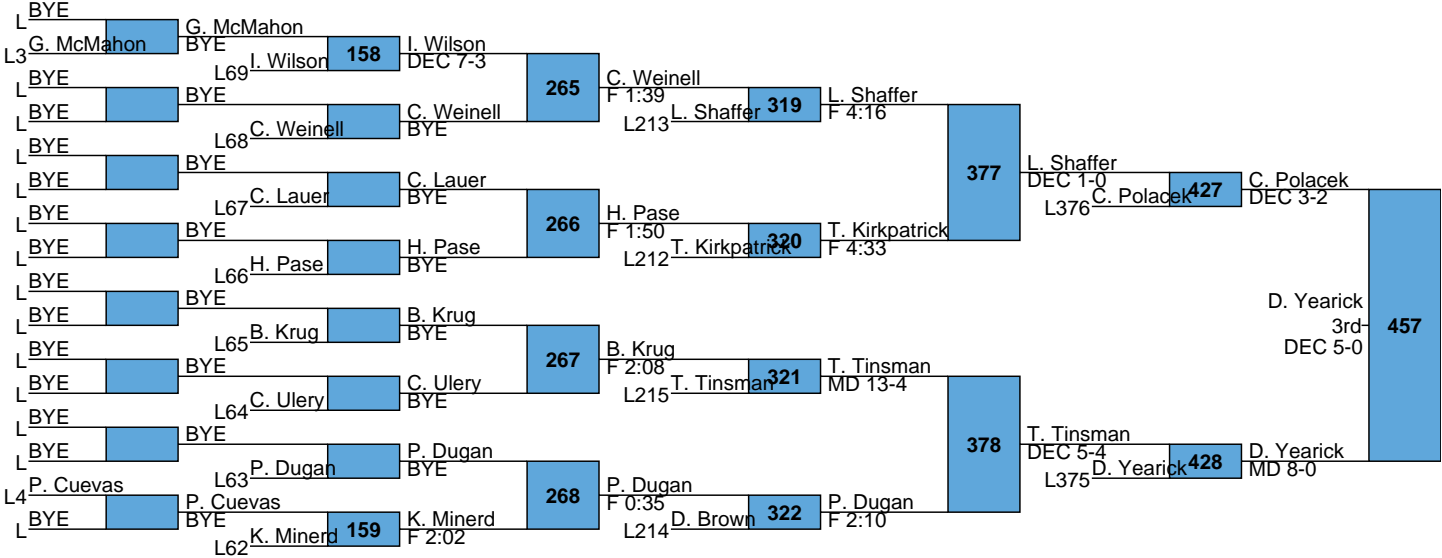 BYE
L
G. McMahon
L3
BYE
L
BYE
L
BYE
L
BYE
L
BYE
L
BYE
L
BYE
L
BYE
L
BYE
L
BYE
L
BYE
L
BYE
L
P. Cuevas
L4
BYE
L
G. McMahon
BYE
I. Wilson
L69
158
BYE
C. Weinell
L68
BYE
C. Lauer
L67
BYE
H. Pase
L66
BYE
B. Krug
L65
BYE
C. Ulery
L64
BYE
P. Dugan
L63
P. Cuevas
BYE
K. Minerd
L62
159
I. Wilson
DEC 7-3
C. Weinell
BYE
265
C. Lauer
BYE
H. Pase
BYE
266
B. Krug
BYE
C. Ulery
BYE
267
P. Dugan
BYE
K. Minerd
F 2:02
268
C. Weinell
F 1:39
L. Shaffer
L213
319
H. Pase
F 1:50
T. Kirkpatrick
L212
320
B. Krug
F 2:08
T. Tinsman
L215
321
P. Dugan
F 0:35
D. Brown
L214
322
L. Shaffer
F 4:16
T. Kirkpatrick
F 4:33
377
T. Tinsman
MD 13-4
P. Dugan
F 2:10
378
L. Shaffer
DEC 1-0
C. Polacek
L376
427
T. Tinsman
DEC 5-4
D. Yearick
L375
428
C. Polacek
DEC 3-2
D. Yearick
MD 8-0
457
D. Yearick
3rd
DEC 5-0